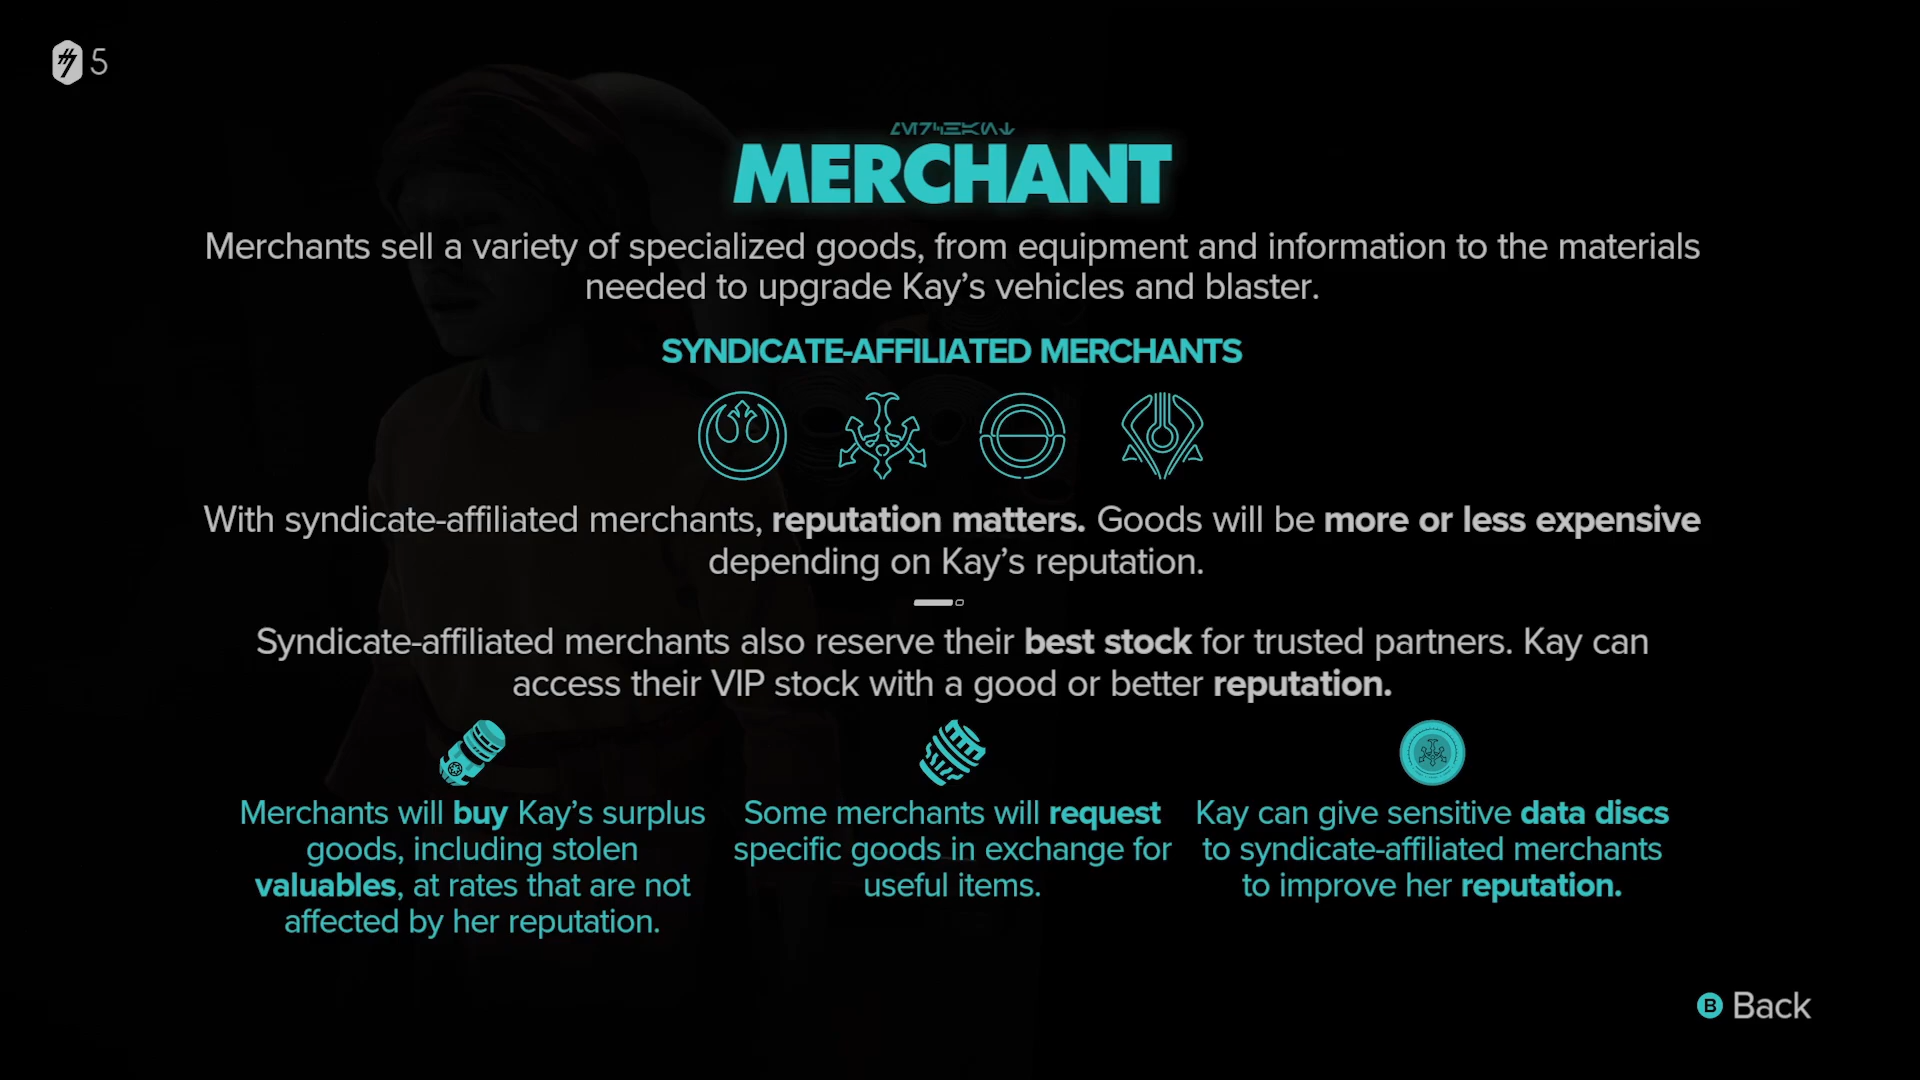 5
MERCHANT
Merchants sell a variety of specialized goods, from equipment and information to the materials
needed to upgrade Kay’s vehicles and blaster.
SYNDICATE-AFFILIATED MERCHANTS
With syndicate-affiliated merchants, reputation matters. Goods will be more or less expensive
depending on Kay’s reputation.
Syndicate-affiliated merchants also reserve their best stock for trusted partners. Kay can
access their VIP stock with a good or better reputation.
Merchants will buy Kay’s surplus
goods, including stolen
valuables, at rates that are not
affected by her reputation.
Some merchants will request
specific goods in exchange for
useful items.
Kay can give sensitive data discs
to syndicate-affiliated merchants
to improve her reputation.
B Back